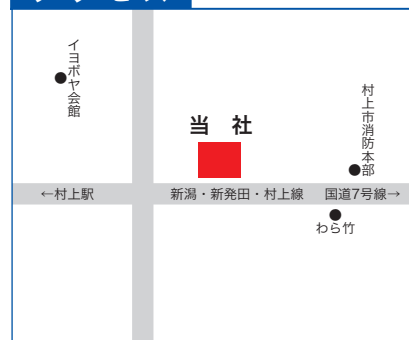 イヨボヤ会館
村上市消防本部
当 社
←村上駅
新潟・新発田・村上線
国道7号線→
わら竹